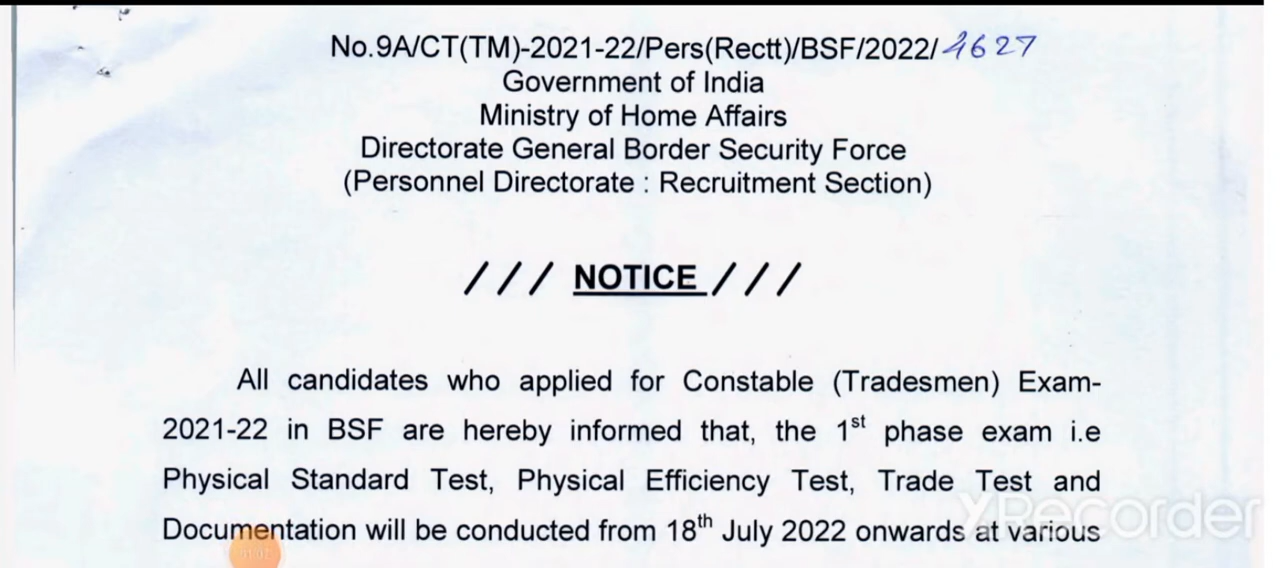 No.9A/CT(TM)-2021-22/Pers(Rectt)/BSF/2022/4627
Government of India
Ministry of Home Affairs
Directorate General Border Security Force
(Personnel Directorate : Recruitment Section)
/ / / NOTICE / / /
All candidates who applied for Constable (Tradesmen) Exam-
2021-22 in BSF are hereby informed that, the 1st phase exam i.e
Physical Standard Test, Physical Efficiency Test, Trade Test and
Documentation will be conducted from 18th July 2022 onwards at various
XRecorder